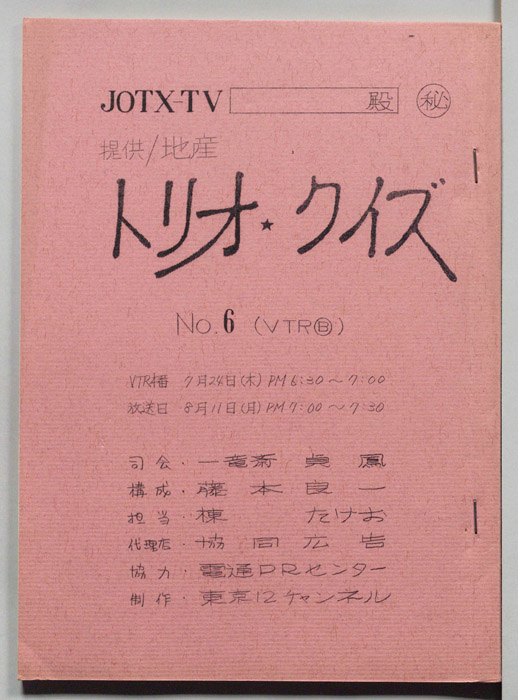 JOTX-TV 殿 ㊙
提供/地産
トリオ★クイズ
No.6 (VTRⒷ)
VTR撮 7月24日(木) PM 6:30〜7:00
放送日 8月11日(月) PM 7:00〜7:30
司会・一竜斎 貞鳳
構成・藤本良一
担当・棟 たけお
代理店・協同広告
協力・電通PRセンター
制作・東京12チャンネル